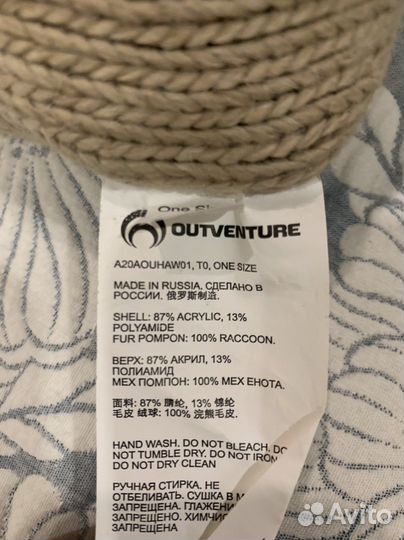 One Si
OUTVENTURE
A20AOUHAW01, T0, ONE SIZE
MADE IN RUSSIA. СДЕЛАНО В
РОССИИ. 俄罗斯制造.
SHELL: 87% ACRYLIC, 13%
POLYAMIDE
FUR POMPON: 100% RACCOON.
ВЕРХ: 87% АКРИЛ, 13%
ПОЛИАМИД
МЕХ ПОМПОН: 100% МЕХ ЕНОТА.
面料: 87% 腈纶, 13% 锦纶
毛皮 绒球: 100% 浣熊毛皮.
HAND WASH. DO NOT BLEACH. DO
NOT TUMBLE DRY. DO NOT IRON
DO NOT DRY CLEAN
РУЧНАЯ СТИРКА. НЕ
ОТБЕЛИВАТЬ. СУШКА В М
ЗАПРЕЩЕНА. ГЛАЖЕНИ
ЗАПРЕЩЕНО. ХИМЧИС
ЗАПРЕЩЕНА
Avito